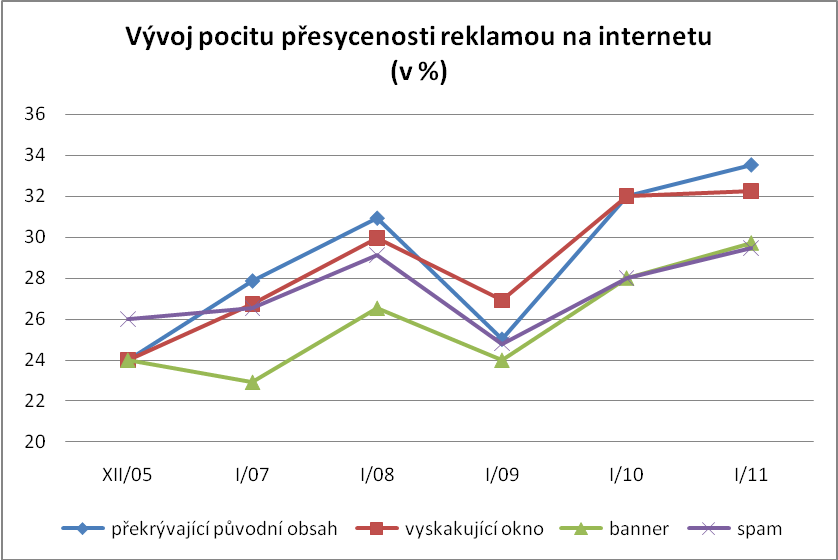 Vývoj pocitu přesycenosti reklamou na internetu
(v %)
36
34
32
30
28
26
24
22
20
XII/05 I/07 I/08 I/09 I/10 I/11
překrývající původní obsah vyskakující okno banner spam